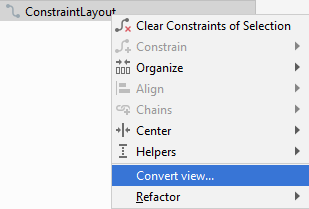 ConstraintLayout
Clear Constraints of Selection
Constrain
Organize
Align
Chains
Center
Helpers
Convert view...
Refactor